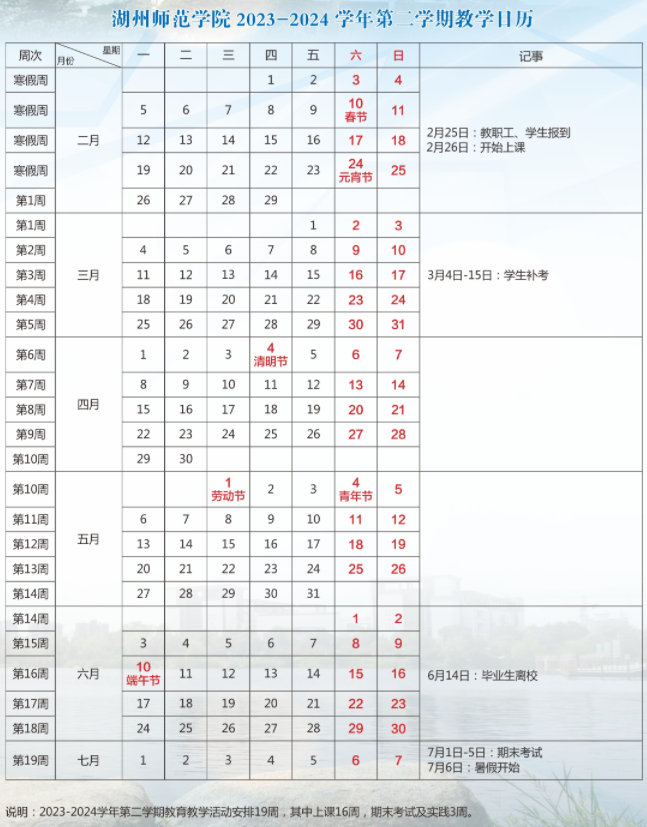 湖州师范学院 2023-2024 学年第二学期教学日历
周次 星期 月份 一 二 三 四 五 六 日 记事
寒假周 二月 1 2 3 4
寒假周 5 6 7 8 9 10 春节 11
寒假周 12 13 14 15 16 17 18
寒假周 19 20 21 22 23 24 元宵节 25
第1周 26 27 28 29
2月25日：教职工、学生报到
2月26日：开始上课
第1周 三月 1 2 3
第2周 4 5 6 7 8 9 10
第3周 11 12 13 14 15 16 17
第4周 18 19 20 21 22 23 24
第5周 25 26 27 28 29 30 31
3月4日-15日：学生补考
第6周 四月 1 2 3 4 清明节 5 6 7
第7周 8 9 10 11 12 13 14
第8周 15 16 17 18 19 20 21
第9周 22 23 24 25 26 27 28
第10周 29 30
第10周 五月 1 劳动节 2 3 4 青年节 5
第11周 6 7 8 9 10 11 12
第12周 13 14 15 16 17 18 19
第13周 20 21 22 23 24 25 26
第14周 27 28 29 30 31
第14周 六月 1 2
第15周 3 4 5 6 7 8 9
第16周 10 端午节 11 12 13 14 15 16
第17周 17 18 19 20 21 22 23
第18周 24 25 26 27 28 29 30
6月14日：毕业生离校
第19周 七月 1 2 3 4 5 6 7
7月1日-5日：期末考试
7月6日：暑假开始
说明：2023-2024学年第二学期教育教学活动安排19周，其中上课16周，期末考试及实践3周。